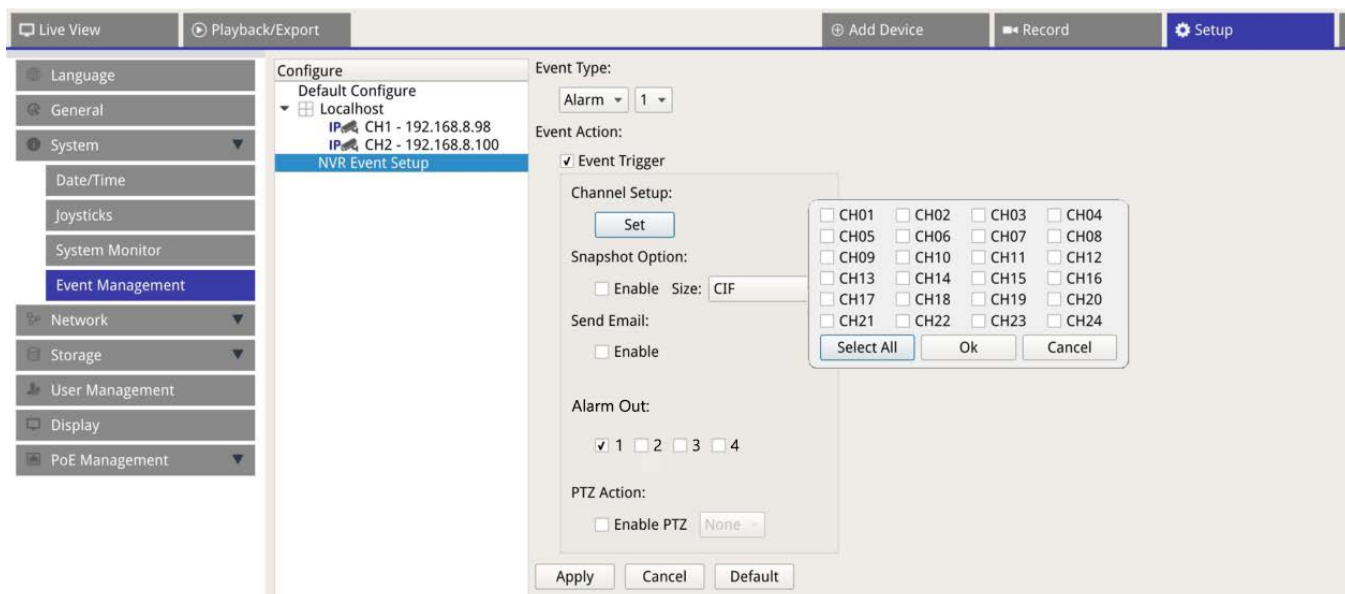 Live View
Playback/Export
Add Device
Record
Setup
Language
General
System
Date/Time
Joysticks
System Monitor
Event Management
Network
Storage
User Management
Display
PoE Management
Configure
Default Configure
Localhost
IP CH1 - 192.168.8.98
IP CH2 - 192.168.8.100
NVR Event Setup
Event Type:
Alarm 1
Event Action:
Event Trigger
Channel Setup:
Set
Snapshot Option:
Enable Size: CIF
Send Email:
Enable
Alarm Out:
1 2 3 4
PTZ Action:
Enable PTZ None
Apply Cancel Default
CH01 CH02 CH03 CH04
CH05 CH06 CH07 CH08
CH09 CH10 CH11 CH12
CH13 CH14 CH15 CH16
CH17 CH18 CH19 CH20
CH21 CH22 CH23 CH24
Select All Ok Cancel